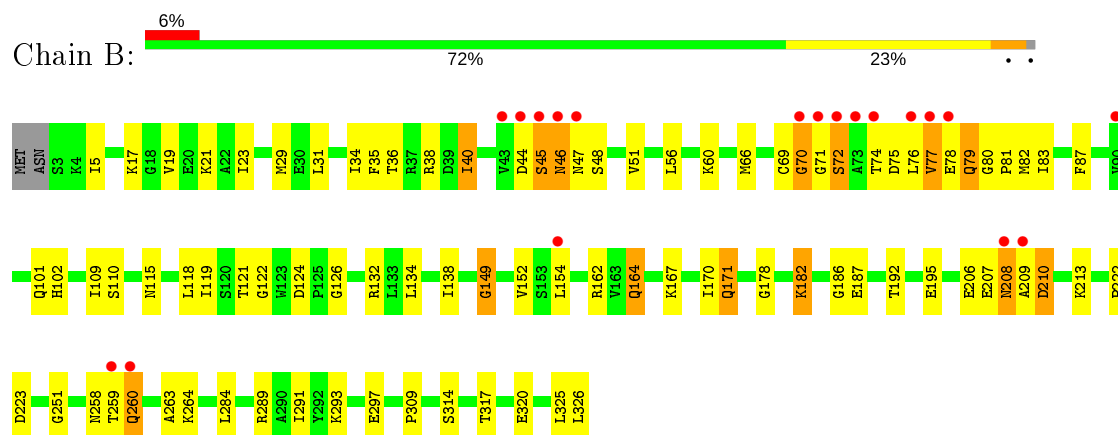 6%
Chain B:
72% 23% • •
MET ASN S3 K4 I5 K17 G18 V19 E20 K21 A22 I23 M29 E30 L31 I34 F35 T36 R37 R38 D39 I40 V43 D44 S45 N46 N47 S48 V51 L56 K60 M66 C69 G70 G71 S72 A73 T74 D75 L76 V77 E78 Q79 G80 P81 M82 I83 F87 V90
Q101 H102 I109 S110 N115 L118 I119 S120 T121 G122 W123 D124 P125 G126 R132 L133 L134 I138 G149 V152 S153 L154 R162 V163 Q164 K167 I170 Q171 G178 K182 G186 E187 T192 E195 E206 E207 N208 A209 D210 K213
D223 G251 N258 T259 Q260 A263 K264 L284 R289 A290 I291 Y292 K293 E297 P309 S314 T317 E320 L325 L326